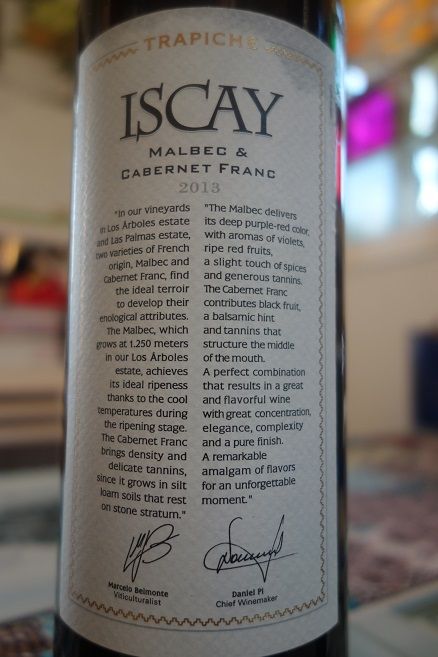 TRAPICHE
ISCAY
MALBEC &
CABERNET FRANC
2013
"In our vineyards
in Los Árboles estate
and Las Palmas estate,
two varieties of French
origin, Malbec and
Cabernet Franc, find
the ideal terroir
to develop their
enological attributes.
The Malbec, which
grows at 1.250 meters
in our Los Árboles
estate, achieves
its ideal ripeness
thanks to the cool
temperatures during
the ripening stage.
The Cabernet Franc
brings density and
delicate tannins,
since it grows in silt
loam soils that rest
on stone stratum."
"The Malbec delivers
its deep purple-red color,
with aromas of violets,
ripe red fruits,
a slight touch of spices
and generous tannins.
The Cabernet Franc
contributes black fruit,
a balsamic hint
and tannins that
structure the middle
of the mouth.
A perfect combination
that results in a great
and flavorful wine
with great concentration,
elegance, complexity
and a pure finish.
A remarkable
amalgam of flavors
for an unforgettable
moment."
Marcelo Belmonte
Viticulturalist
Daniel Pi
Chief Winemaker